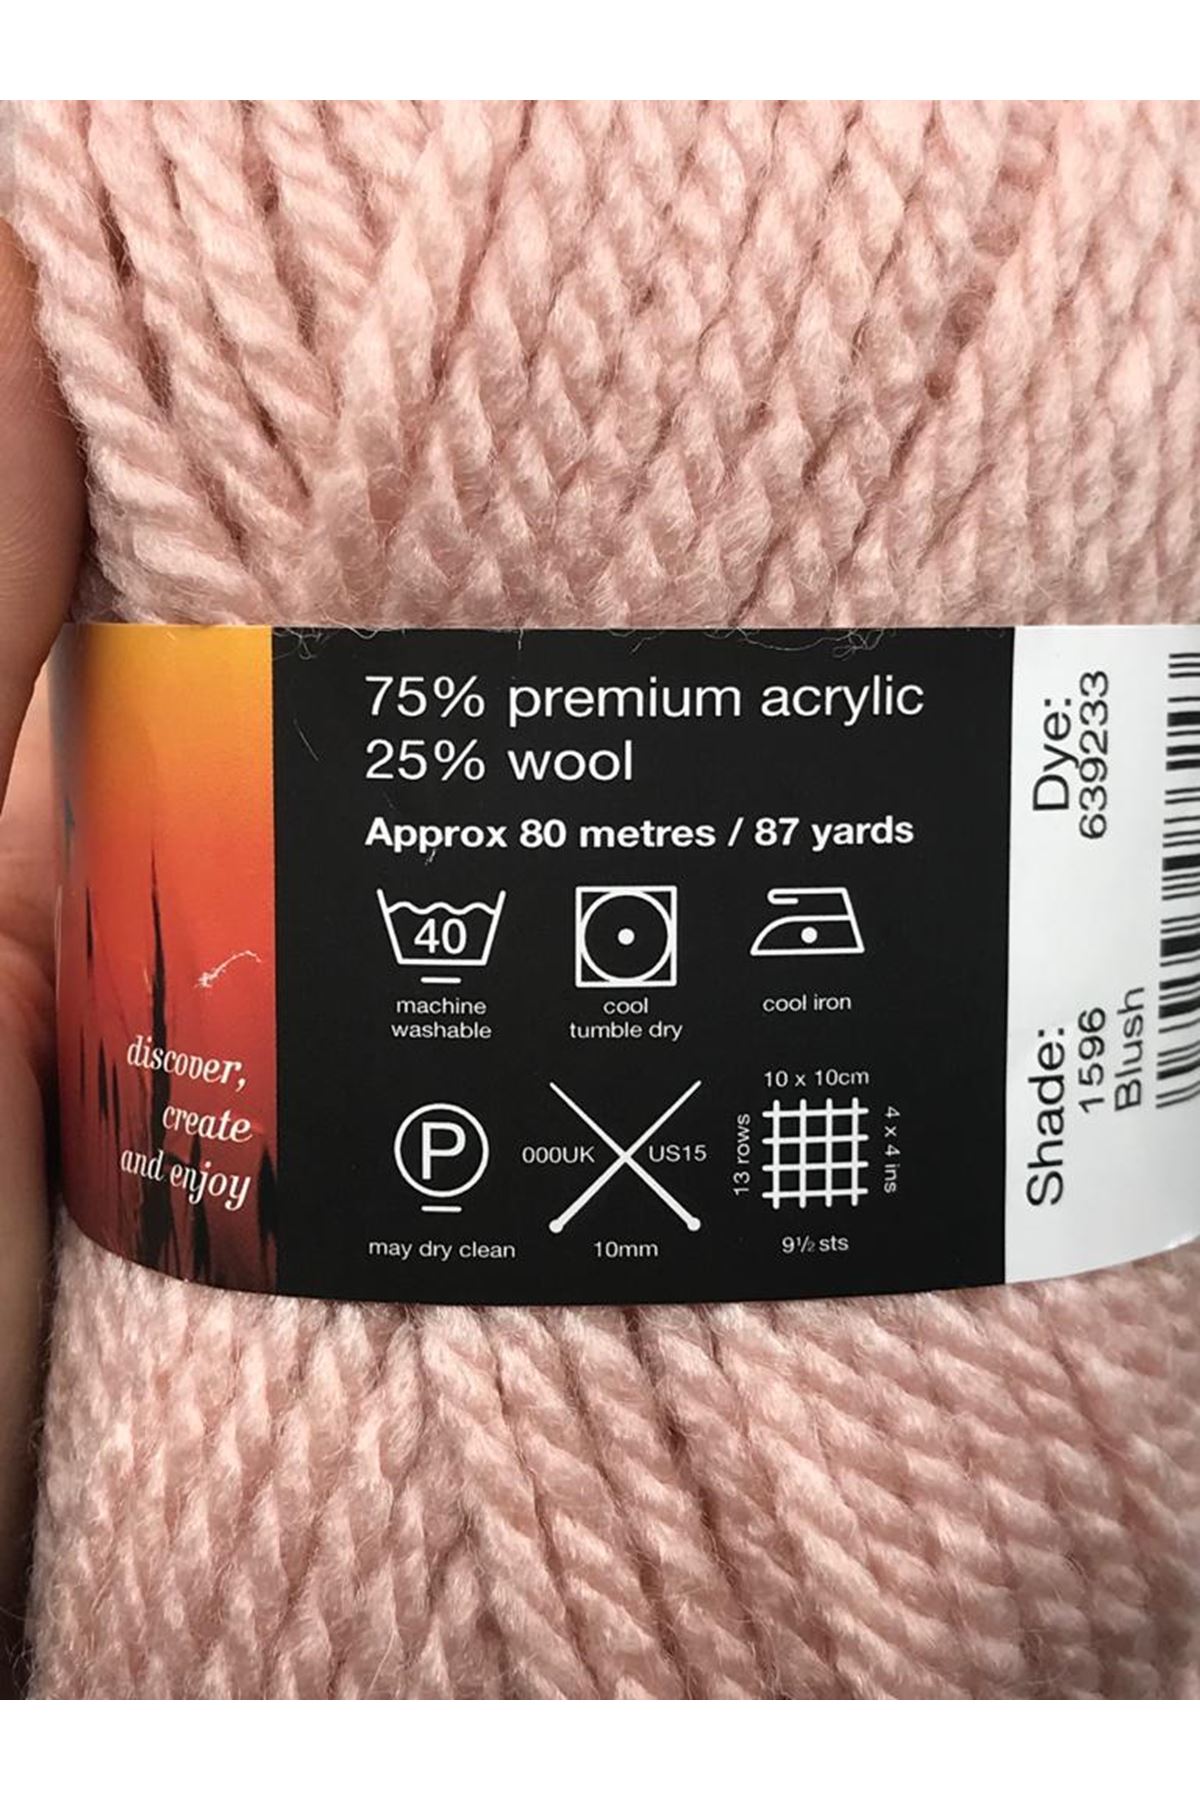 75% premium acrylic
25% wool
Approx 80 metres / 87 yards
40
machine
washable
cool
tumble dry
cool iron
P
may dry clean
000UK
US15
10mm
10 x 10cm
13 rows
4 x 4 ins
9½ sts
discover,
create
and enjoy
Dye:
639233
Shade:
1596
Blush